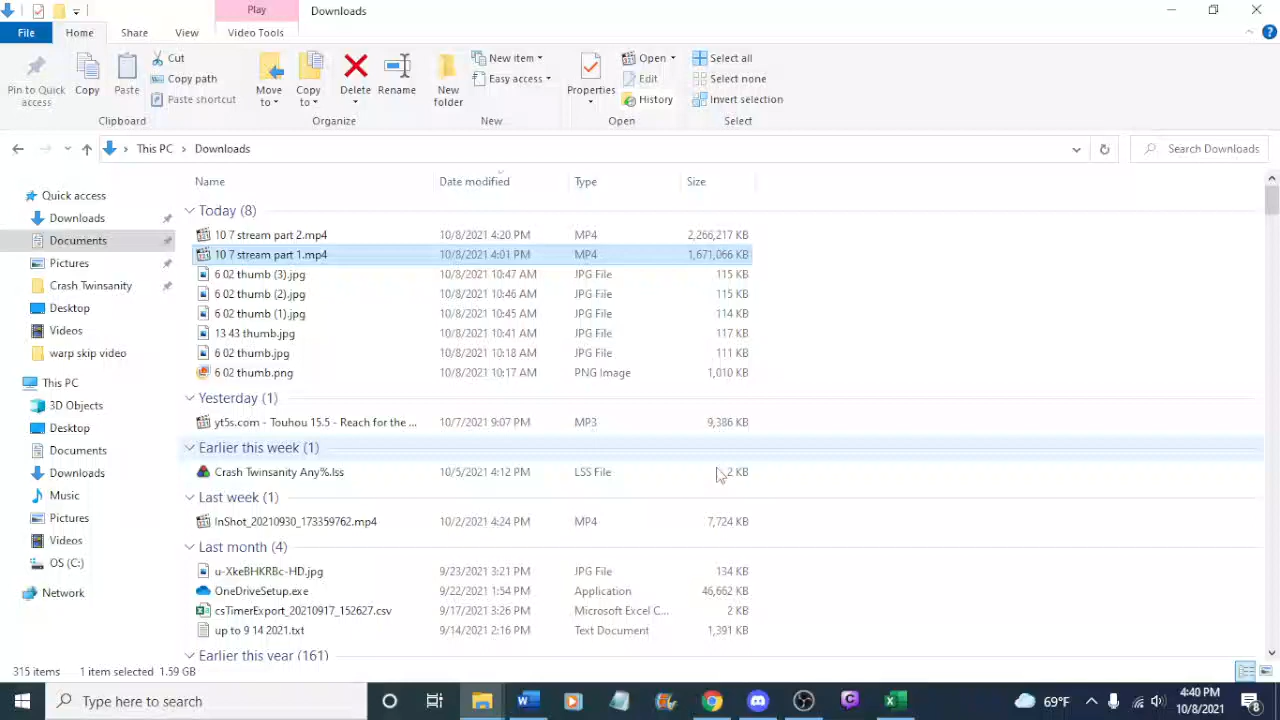 Play
Downloads
File
Home
Share
View
Video Tools
Pin to Quick access
Copy
Paste
Cut
Copy path
Paste shortcut
Clipboard
Move to
Copy to
Delete
Rename
Organize
New folder
New item
Easy access
New
Properties
Open
Edit
History
Open
Select all
Select none
Invert selection
Select
This PC > Downloads
Search Downloads
Name Date modified Type Size
Quick access
Downloads
Documents
Pictures
Crash Twinsanity
Desktop
Videos
warp skip video
This PC
3D Objects
Desktop
Documents
Downloads
Music
Pictures
Videos
OS (C:)
Network
Today (8)
10 7 stream part 2.mp4 10/8/2021 4:20 PM MP4 2,266,217 KB
10 7 stream part 1.mp4 10/8/2021 4:01 PM MP4 1,671,066 KB
6 02 thumb (3).jpg 10/8/2021 10:47 AM JPG File 115 KB
6 02 thumb (2).jpg 10/8/2021 10:46 AM JPG File 115 KB
6 02 thumb (1).jpg 10/8/2021 10:45 AM JPG File 114 KB
13 43 thumb.jpg 10/8/2021 10:41 AM JPG File 117 KB
6 02 thumb.jpg 10/8/2021 10:18 AM JPG File 111 KB
6 02 thumb.png 10/8/2021 10:17 AM PNG Image 1,010 KB
Yesterday (1)
yt5s.com - Touhou 15.5 - Reach for the ... 10/7/2021 9:07 PM MP3 9,386 KB
Earlier this week (1)
Crash Twinsanity Any%.lss 10/5/2021 4:12 PM LSS File 2 KB
Last week (1)
InShot_20210930_173359762.mp4 10/2/2021 4:24 PM MP4 7,724 KB
Last month (4)
u-XkeBHKRBc-HD.jpg 9/23/2021 3:21 PM JPG File 134 KB
OneDriveSetup.exe 9/22/2021 1:54 PM Application 46,662 KB
csTimerExport_20210917_152627.csv 9/17/2021 3:26 PM Microsoft Excel C... 2 KB
up to 9 14 2021.txt 9/14/2021 2:16 PM Text Document 1,391 KB
Earlier this year (161)
315 items 1 item selected 1.59 GB
Type here to search
69°F
4:40 PM
10/8/2021
8